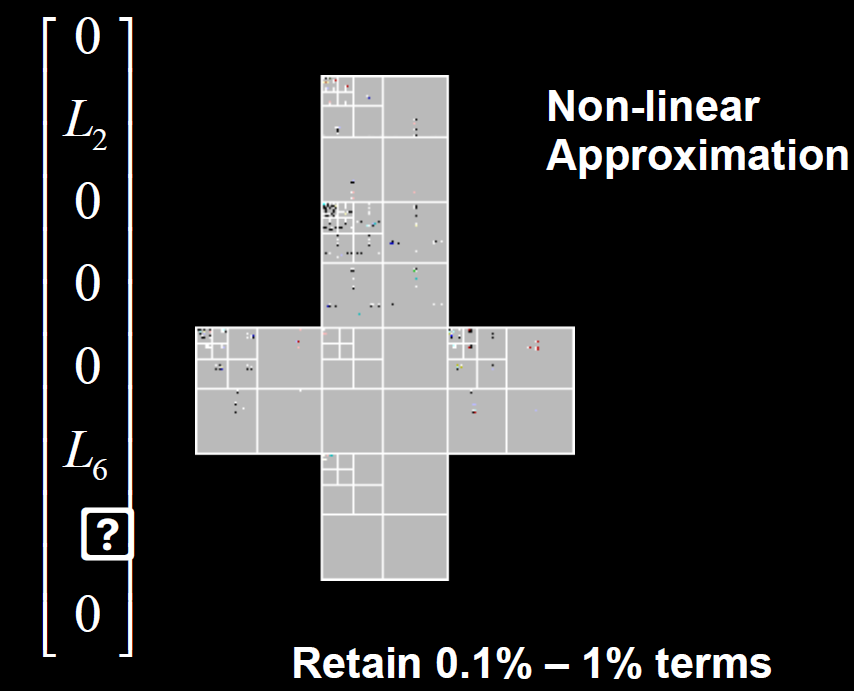 0
L₂
0
0
0
L₆
?
0
Non-linear
Approximation
Retain 0.1% – 1% terms